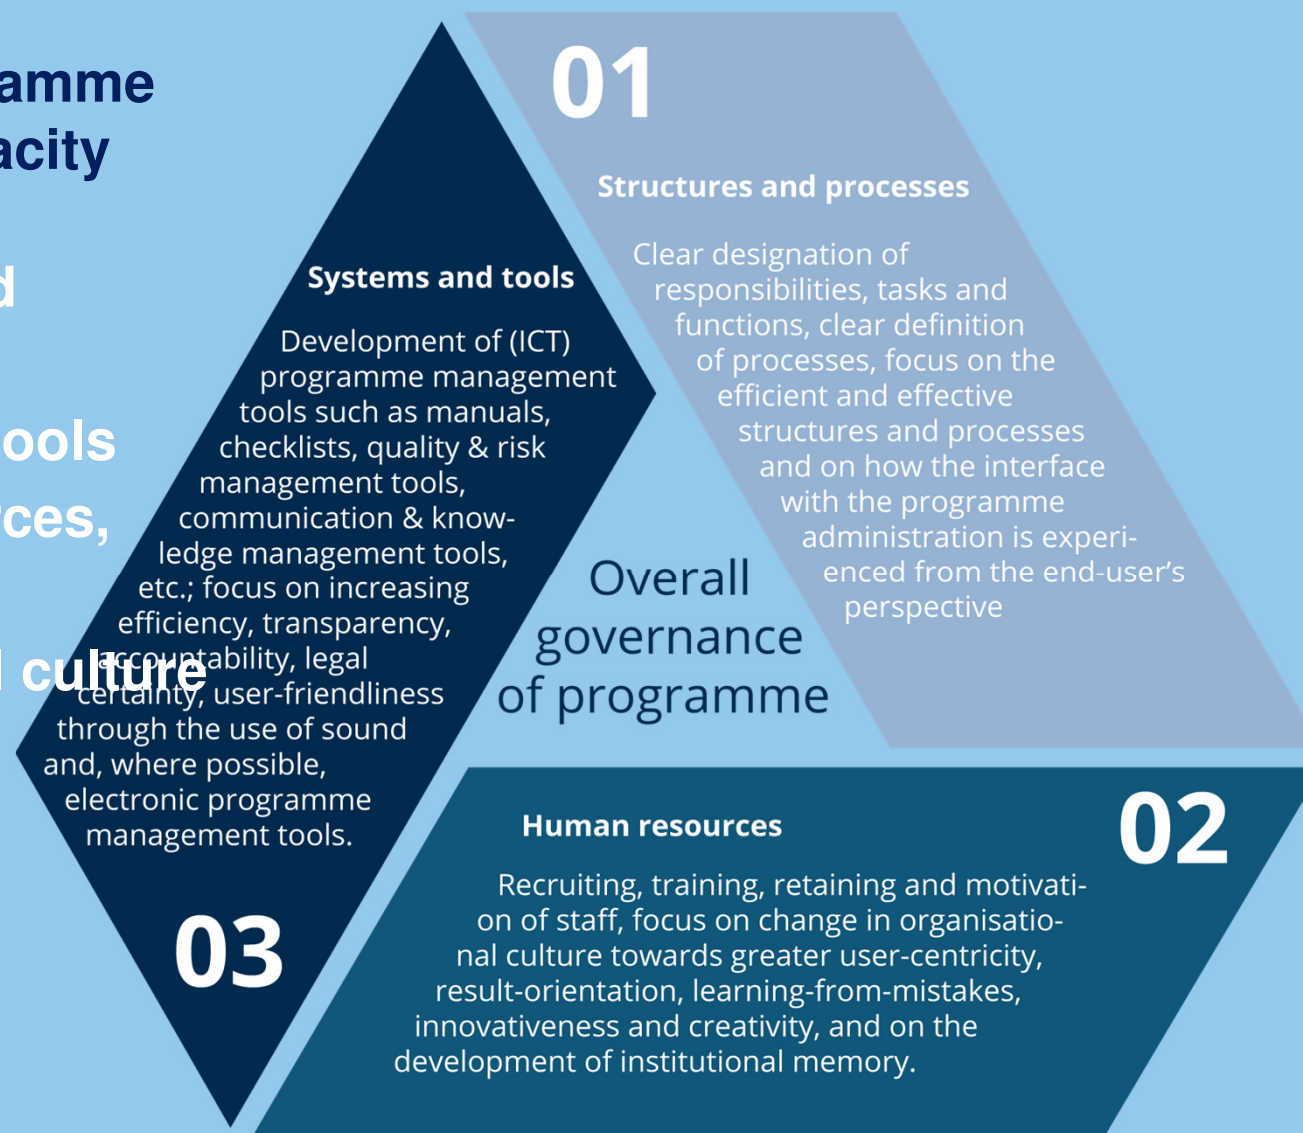 amme
acity
d
ools
rces,
l culture
01
Structures and processes
Clear designation of
responsibilities, tasks and
functions, clear definition
of processes, focus on the
efficient and effective
structures and processes
and on how the interface
with the programme
administration is experi-
enced from the end-user’s
perspective
Systems and tools
Development of (ICT)
programme management
tools such as manuals,
checklists, quality & risk
management tools,
communication & know-
ledge management tools,
etc.; focus on increasing
efficiency, transparency,
accountability, legal
certainty, user-friendliness
through the use of sound
and, where possible,
electronic programme
management tools.
03
Overall
governance
of programme
Human resources
02
Recruiting, training, retaining and motivati-
on of staff, focus on change in organisatio-
nal culture towards greater user-centricity,
result-orientation, learning-from-mistakes,
innovativeness and creativity, and on the
development of institutional memory.